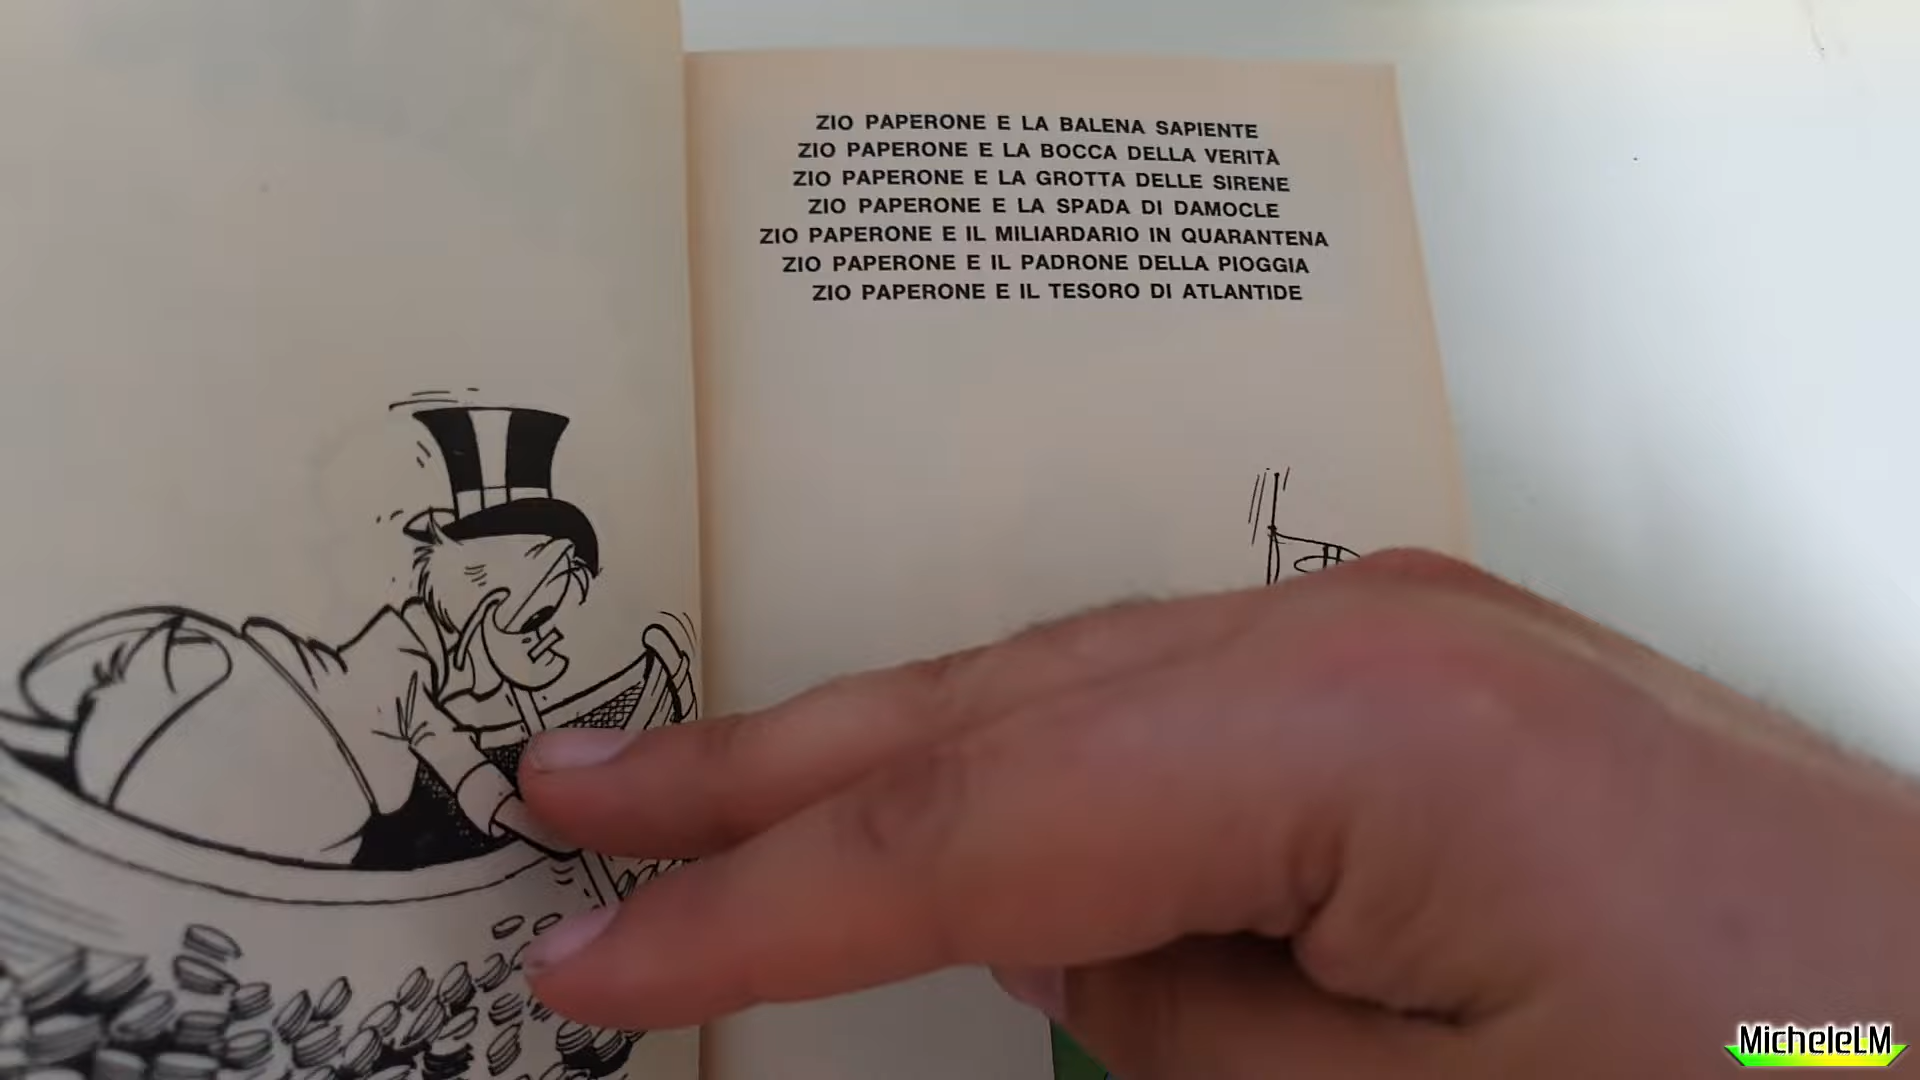 ZIO PAPERONE E LA BALENA SAPIENTE
ZIO PAPERONE E LA BOCCA DELLA VERITÀ
ZIO PAPERONE E LA GROTTA DELLE SIRENE
ZIO PAPERONE E LA SPADA DI DAMOCLE
ZIO PAPERONE E IL MILIARDARIO IN QUARANTENA
ZIO PAPERONE E IL PADRONE DELLA PIOGGIA
ZIO PAPERONE E IL TESORO DI ATLANTIDE
MicheleLM